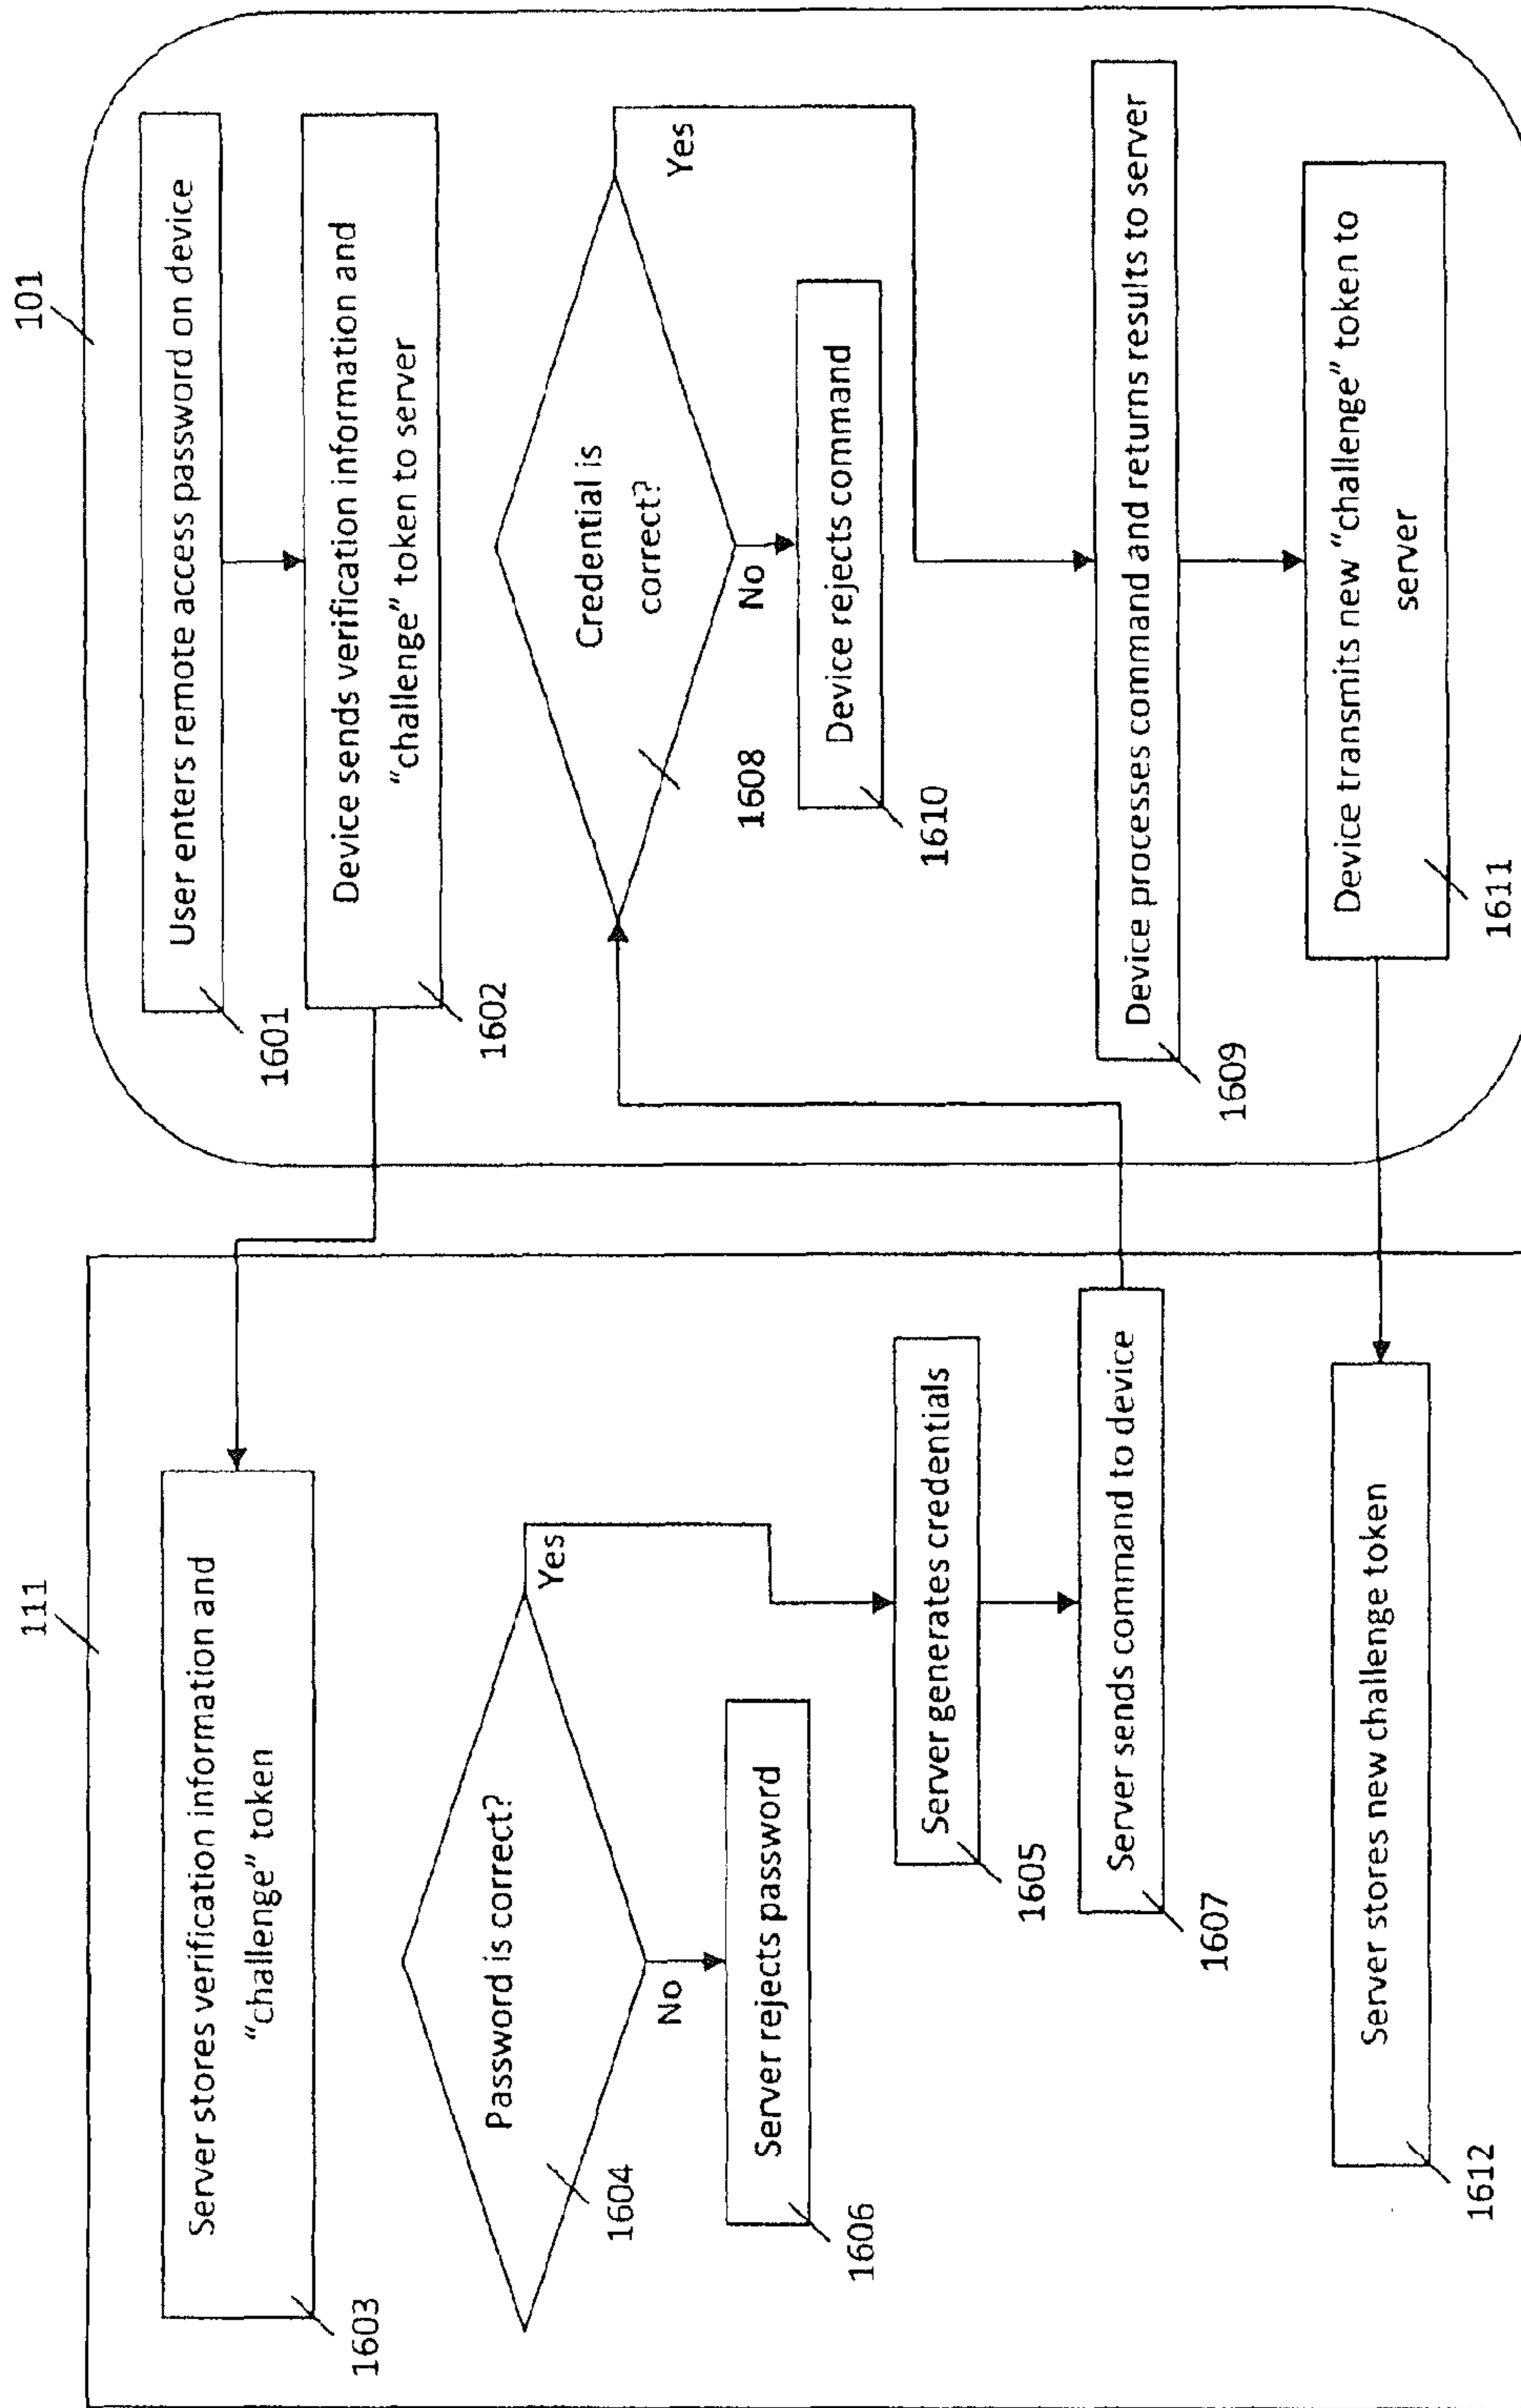 111
Server stores verification information and
“challenge” token
1603
Password is correct?
1604
Yes
No
Server rejects password
1606
Server generates credentials
1605
Server sends command to device
1607
Server stores new challenge token
1612
101
User enters remote access password on device
1601
Device sends verification information and
“challenge” token to server
1602
Credential is
correct?
1608
Yes
No
Device rejects command
1610
Device processes command and returns results to server
1609
Device transmits new “challenge” token to
server
1611